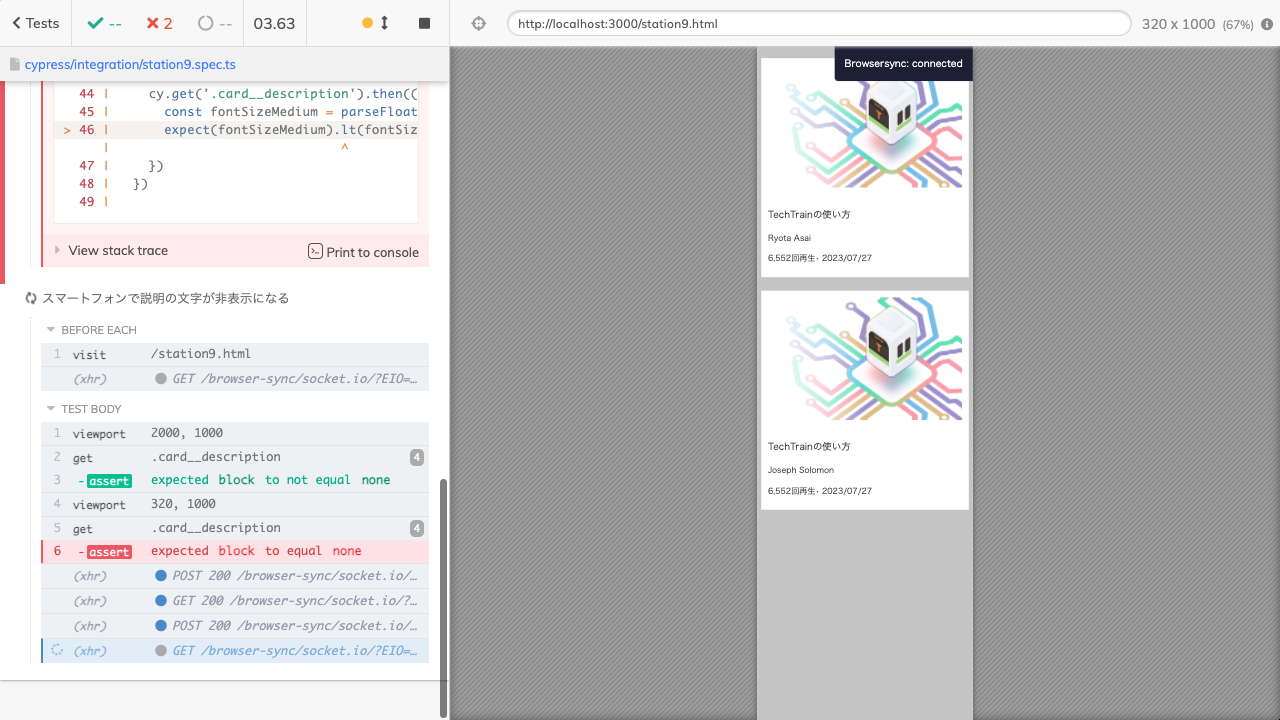 Tests
--
2
--
03.63
http://localhost:3000/station9.html
320 x 1000 (67%)
cypress/integration/station9.spec.ts
44 | cy.get('.card__description').then((
45 | const fontSizeMedium = parseFloat
> 46 | expect(fontSizeMedium).lt(fontSiz
| ^
47 | })
48 | })
49 |
View stack trace
Print to console
スマートフォンで説明の文字が非表示になる
BEFORE EACH
1 visit /station9.html
(xhr) GET /browser-sync/socket.io/?EIO=…
TEST BODY
1 viewport 2000, 1000
2 get .card__description 4
3 -assert expected block to not equal none
4 viewport 320, 1000
5 get .card__description 4
6 -assert expected block to equal none
(xhr) POST 200 /browser-sync/socket.io/…
(xhr) GET 200 /browser-sync/socket.io/?…
(xhr) POST 200 /browser-sync/socket.io/…
(xhr) GET /browser-sync/socket.io/?EIO=…
Browsersync: connected
TechTrainの使い方
Ryota Asai
6,552回再生・2023/07/27
TechTrainの使い方
Joseph Solomon
6,552回再生・2023/07/27